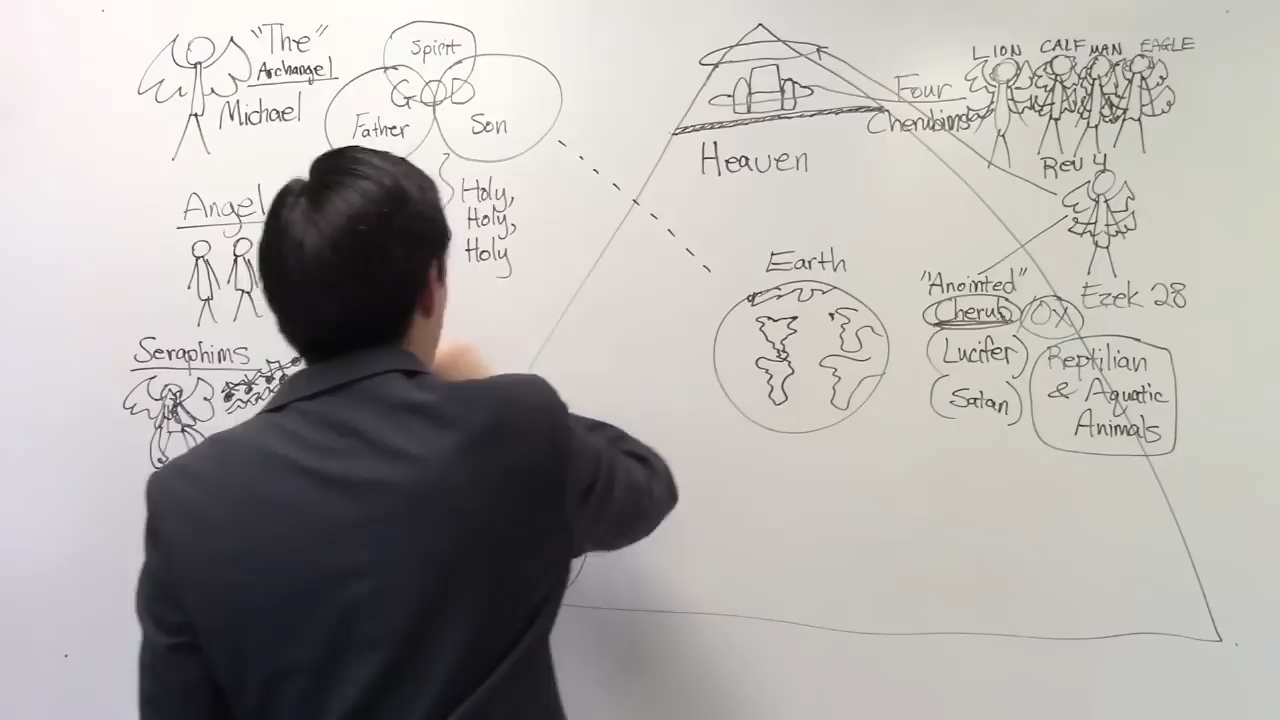 "The"
Archangel
Michael
Spirit
GOD
Father
Son
Holy,
Holy,
Holy
Angel
Seraphims
Heaven
Four
Cherubims
LION CALF MAN EAGLE
Rev 4
Earth
"Anointed"
Cherub
OX
Ezek 28
(Lucifer)
(Satan)
Reptilian
& Aquatic
Animals